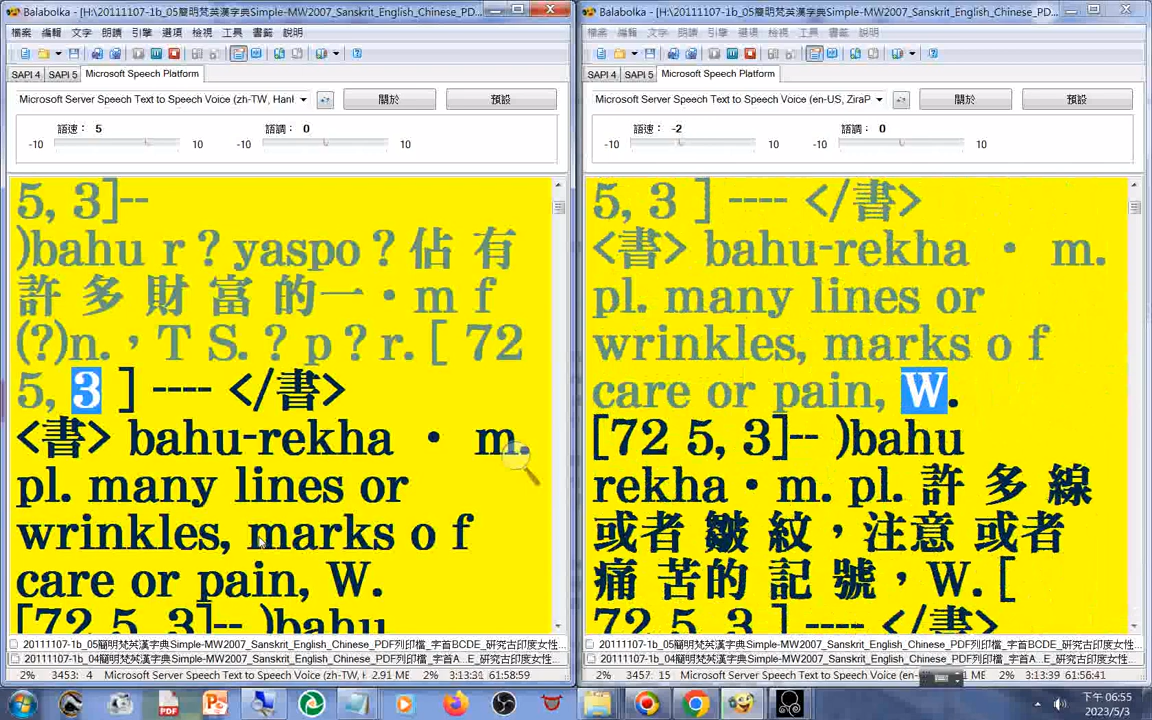 Balabolka - [H:\20111107-1b_05簡明梵英漢字典Simple-MW2007_Sanskrit_English_Chinese_PD...
檔案 編輯 文字 朗讀 引擎 選項 檢視 工具 書籤 說明
SAPI 4 SAPI 5 Microsoft Speech Platform
Microsoft Server Speech Text to Speech Voice (zh-TW, HanH
關於 預設
語速： 5 語調： 0
-10 10 -10 10
5, 3]--
)bahu r ? yaspo ? 佔 有
許 多 財 富 的一・m f
(?)n.，T S. ? p ? r. [ 72
5, 3 ] ---- </書>
<書> bahu-rekha • m.
pl. many lines or
wrinkles, marks o f
care or pain, W.
[72 5, 3]-- )bahu
20111107-1b_05簡明梵英漢字典Simple-MW2007_Sanskrit_English_Chinese_PDF列印檔_字首BCDE_研究古印度女性...
20111107-1b_04簡明梵英漢字典Simple-MW2007_Sanskrit_English_Chinese_PDF列印檔_字首A...E_研究古印度女性...
2% 3453: 4 Microsoft Server Speech Text to Speech Voice (zh-TW, H 2.91 ME 2% 3:13:31 61:58:59
Balabolka - [H:\20111107-1b_05簡明梵英漢字典Simple-MW2007_Sanskrit_English_Chinese_PD...
檔案 編輯 文字 朗讀 引擎 選項 檢視 工具 書籤 說明
SAPI 4 SAPI 5 Microsoft Speech Platform
Microsoft Server Speech Text to Speech Voice (en-US, ZiraP
關於 預設
語速： -2 語調： 0
-10 10 -10 10
5, 3 ] ---- </書>
<書> bahu-rekha • m.
pl. many lines or
wrinkles, marks o f
care or pain, W.
[72 5, 3]-- )bahu
rekha・m. pl. 許 多 線
或者 皺 紋，注意 或者
痛 苦的 記 號，W. [
72 5, 3 ] ---- </書>
20111107-1b_05簡明梵英漢字典Simple-MW2007_Sanskrit_English_Chinese_PDF列印檔_字首BCDE_研究古印度女性...
20111107-1b_04簡明梵英漢字典Simple-MW2007_Sanskrit_English_Chinese_PDF列印檔_字首A...E_研究古印度女性...
2% 3457: 15 Microsoft Server Speech Text to Speech Voice (en- ME 2% 3:13:39 61:56:41
PDF
下午 06:55
2023/5/3